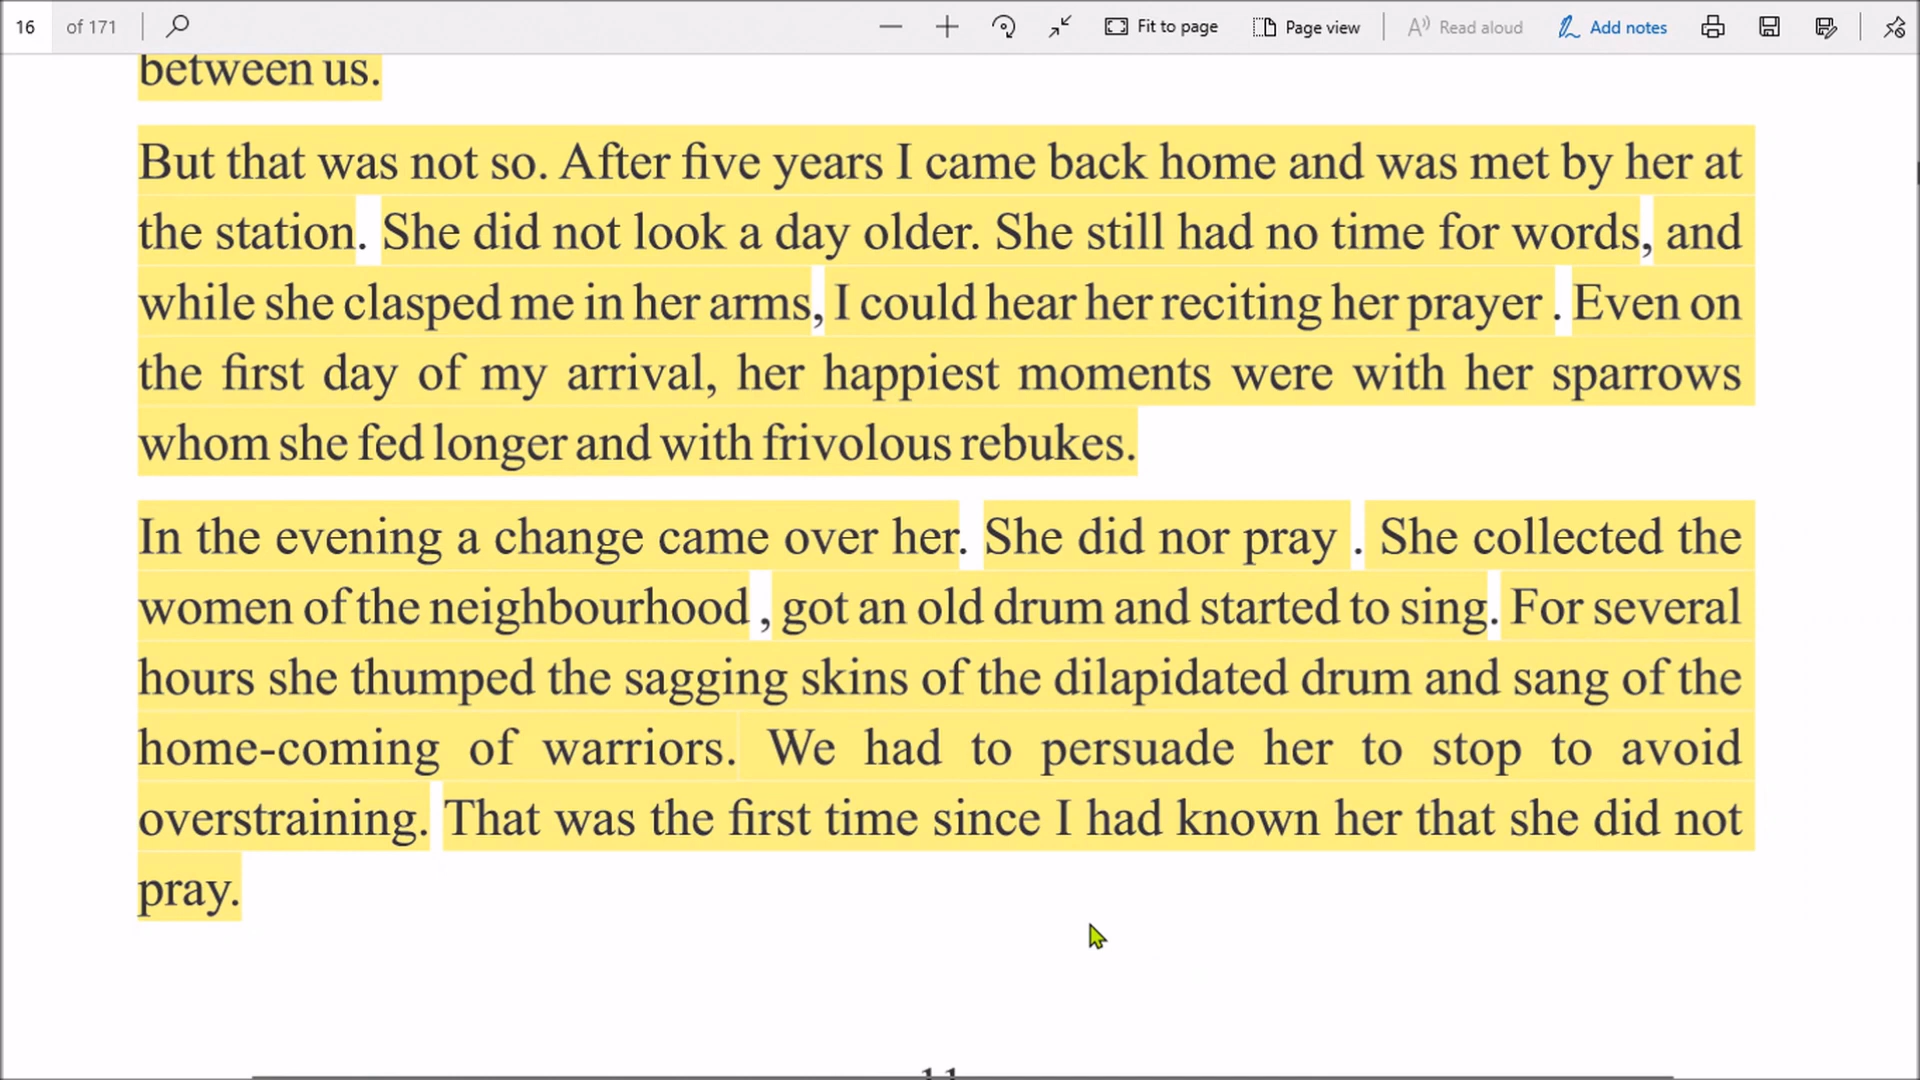 16 of 171 Fit to page Page view Read aloud Add notes
between us.
But that was not so. After five years I came back home and was met by her at
the station. She did not look a day older. She still had no time for words, and
while she clasped me in her arms, I could hear her reciting her prayer . Even on
the first day of my arrival, her happiest moments were with her sparrows
whom she fed longer and with frivolous rebukes.
In the evening a change came over her. She did nor pray . She collected the
women of the neighbourhood , got an old drum and started to sing. For several
hours she thumped the sagging skins of the dilapidated drum and sang of the
home-coming of warriors. We had to persuade her to stop to avoid
overstraining. That was the first time since I had known her that she did not
pray.
11